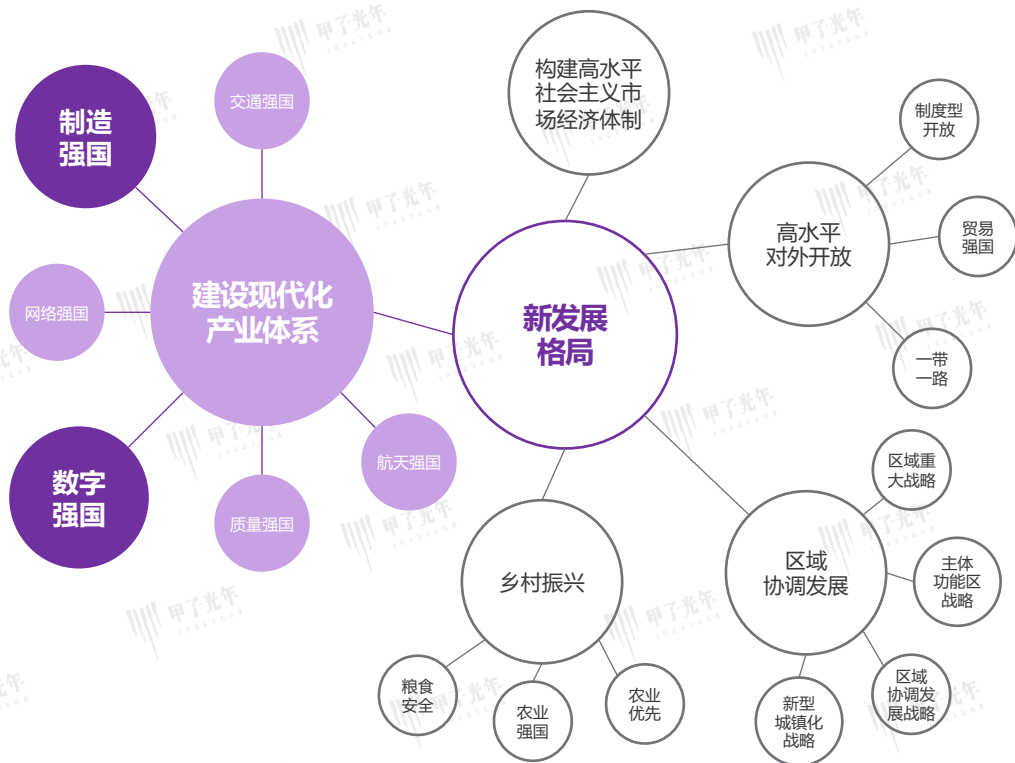 制造
强国
交通强国
网络强国
建设现代化
产业体系
数字
强国
质量强国
航天强国
新发展
格局
构建高水平
社会主义市
场经济体制
高水平
对外开放
制度型
开放
贸易
强国
一带
一路
区域
协调发展
区域重
大战略
主体
功能区
战略
区域
协调发
展战略
新型
城镇化
战略
乡村振兴
粮食
安全
农业
强国
农业
优先
甲子光年